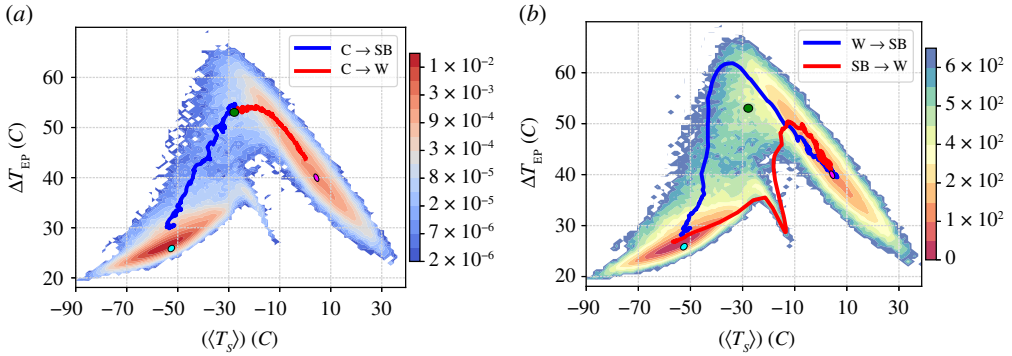 (a)
C → SB
C → W
60
50
40
30
20
ΔT_EP (C)
−90 −70 −50 −30 −10 10 30
(⟨T_S⟩) (C)
1 × 10⁻²
3 × 10⁻³
9 × 10⁻⁴
3 × 10⁻⁴
8 × 10⁻⁵
2 × 10⁻⁵
7 × 10⁻⁶
2 × 10⁻⁶
(b)
W → SB
SB → W
60
50
40
30
20
ΔT_EP (C)
−90 −70 −50 −30 −10 10 30
(⟨T_S⟩) (C)
6 × 10²
5 × 10²
4 × 10²
3 × 10²
2 × 10²
1 × 10²
0